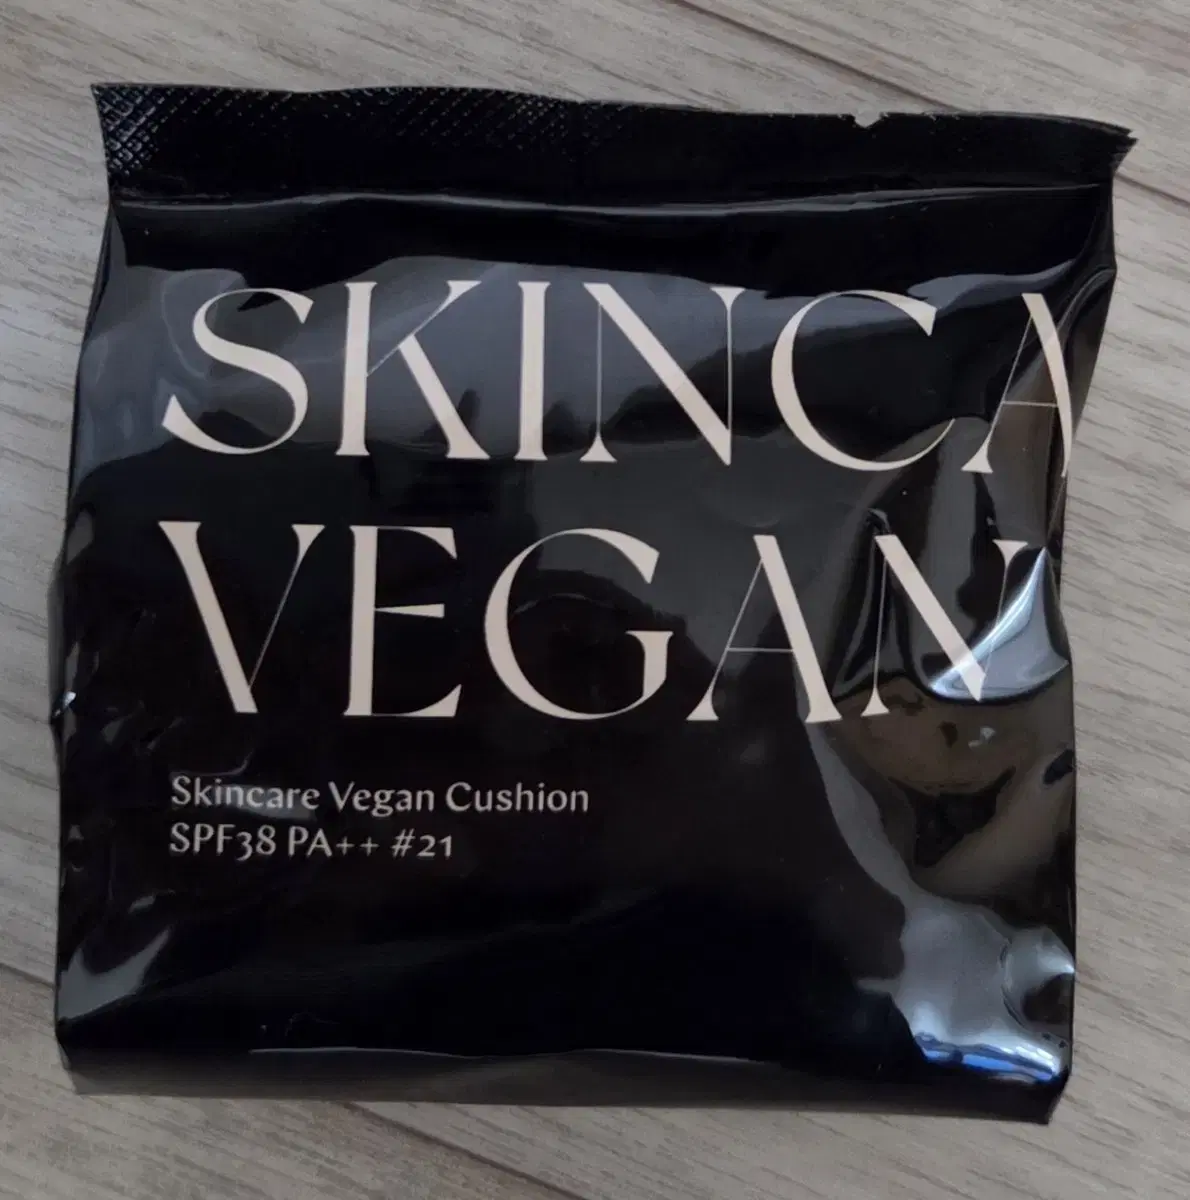 SKINCA
VEGAN
Skincare Vegan Cushion
SPF38 PA++ #21